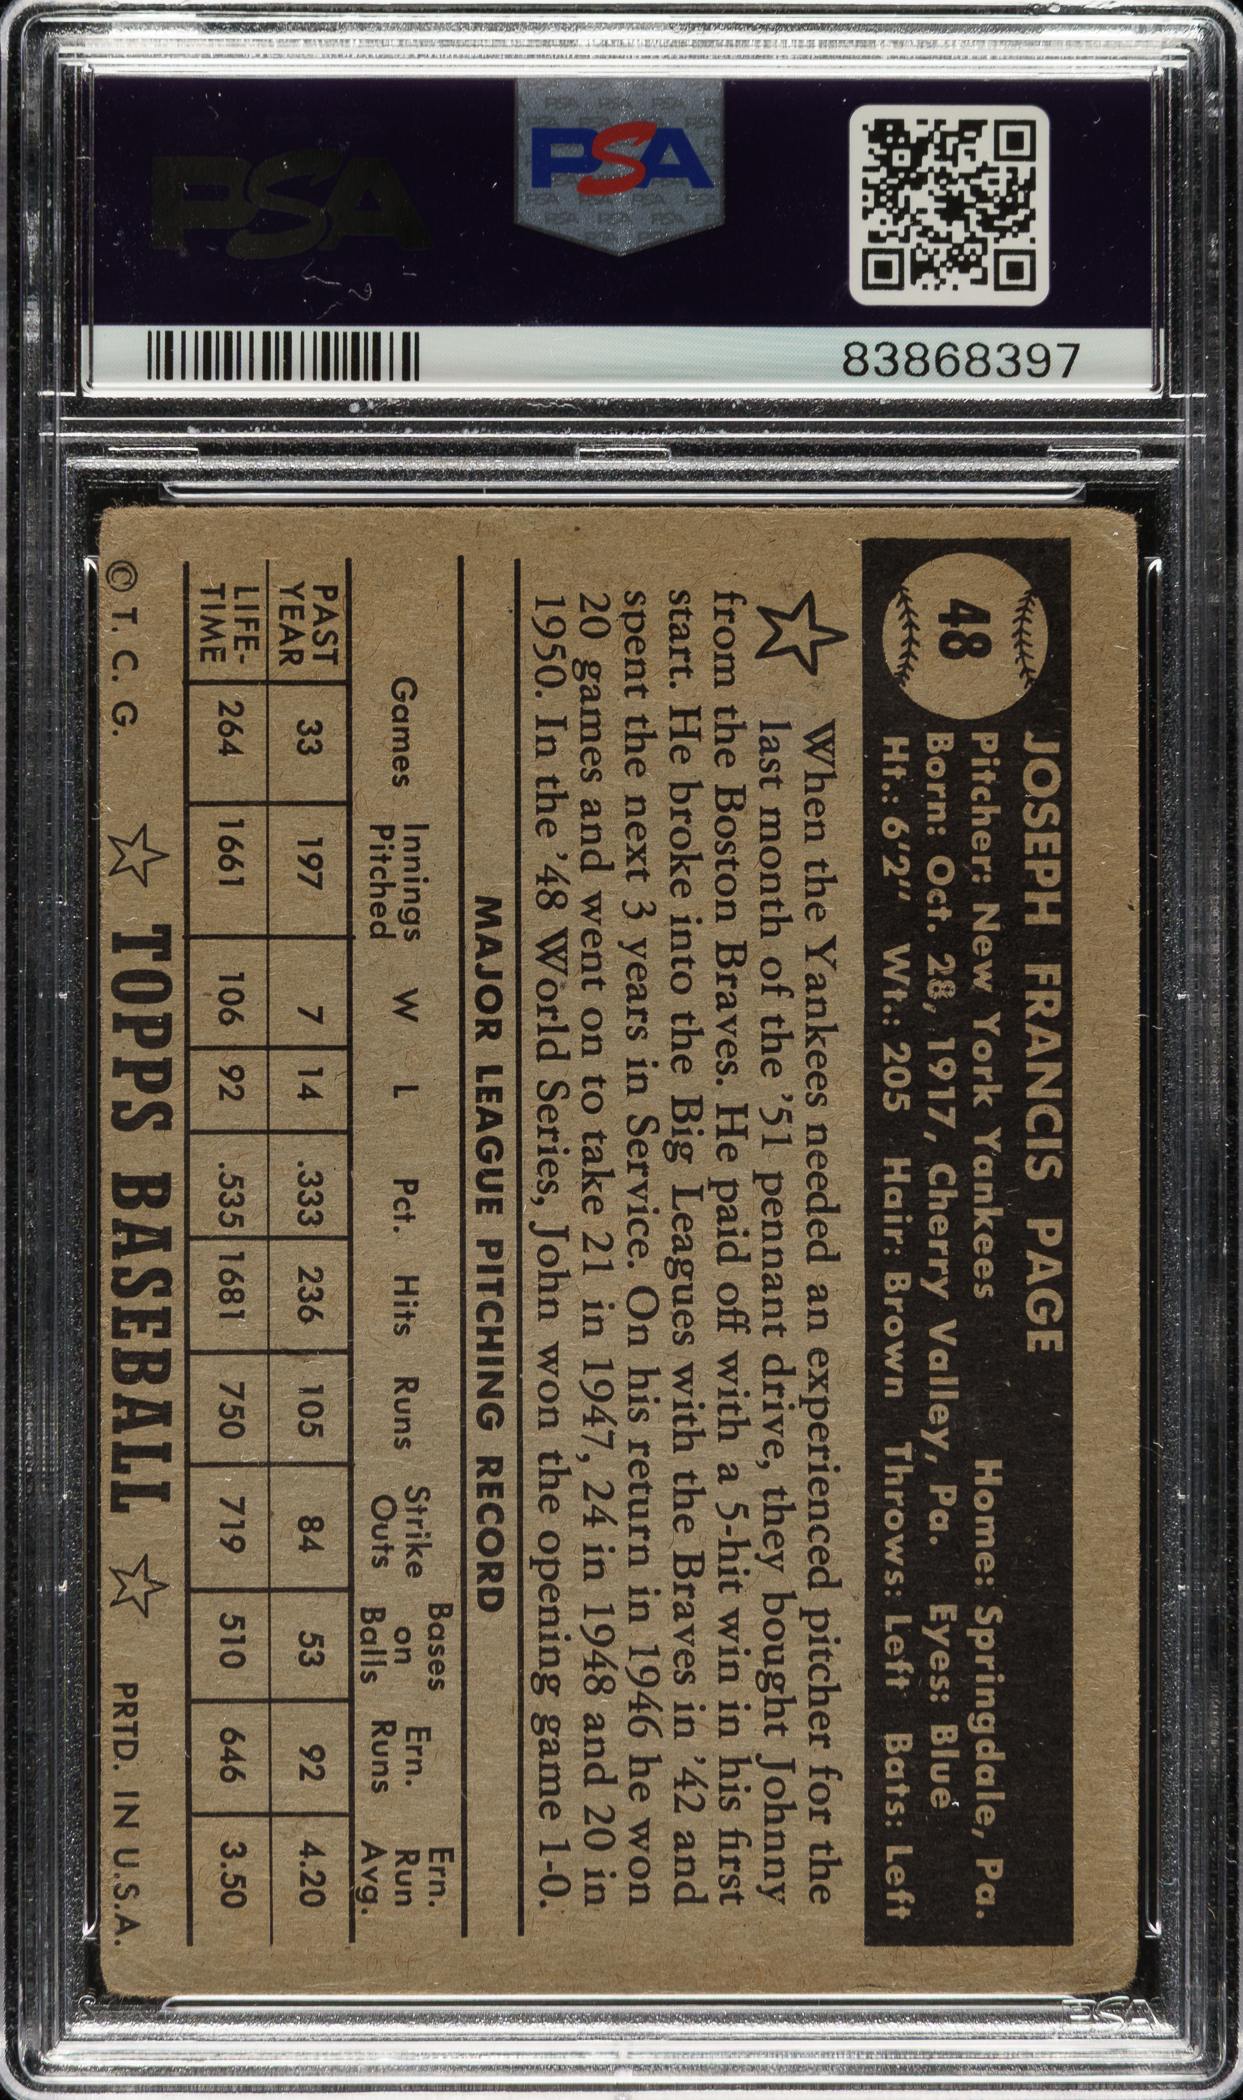 PSA
PSA
83868397
48
JOSEPH FRANCIS PAGE
Pitcher: New York Yankees Home: Springdale, Pa.
Born: Oct. 28, 1917, Cherry Valley, Pa. Eyes: Blue
Ht.: 6'2" Wt.: 205 Hair: Brown Throws: Left Bats: Left
When the Yankees needed an experienced pitcher for the
last month of the '51 pennant drive, they bought Johnny
from the Boston Braves. He paid off with a 5-hit win in his first
start. He broke into the Big Leagues with the Braves in '42 and
spent the next 3 years in Service. On his return in 1946 he won
20 games and went on to take 21 in 1947, 24 in 1948 and 20 in
1950. In the '48 World Series, John won the opening game 1-0.
MAJOR LEAGUE PITCHING RECORD
Games Innings Pitched W L Pct. Hits Runs Strike Outs Bases on Balls Ern. Runs Ern. Run Avg.
PAST YEAR 33 197 7 14 .333 236 105 84 53 92 4.20
LIFE-TIME 264 1661 106 92 .535 1681 750 719 510 646 3.50
© T. C. G. TOPPS BASEBALL PRTD. IN U.S.A.
PSA